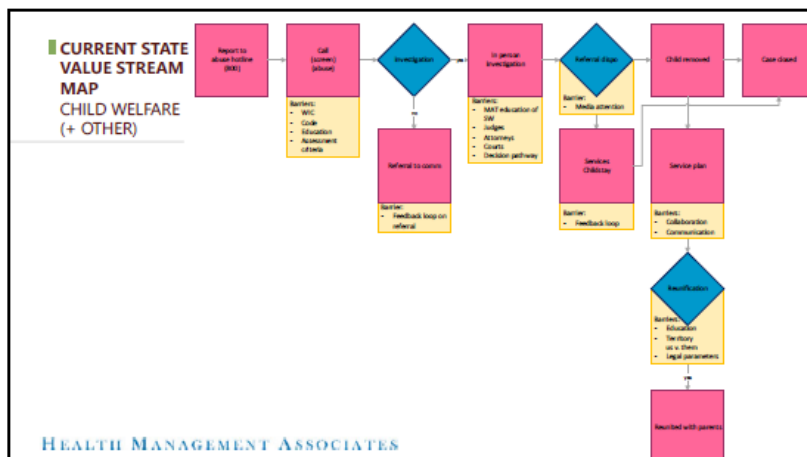 CURRENT STATE
VALUE STREAM
MAP
CHILD WELFARE
(+ OTHER)
Report to
abuse hotline
(800)
Call
(screen)
(abuse)
Barriers:
- WIC
- Code
- Education
- Assessment
criteria
Investigation
yes
no
Referral to comm
Barrier:
- Feedback loop on
referral
In person
investigation
Barriers:
- MAT education of
SW
- Judges
- Attorneys
- Courts
- Decision pathway
Referral dispo
Barrier:
- Media attention
Services
Childstay
Barrier:
- Feedback loop
Child removed
Case closed
Service plan
Barriers:
- Collaboration
- Communication
Reunification
Barriers:
- Education
- Territory
us v. them
- Legal parameters
yes
Reunited with parents
HEALTH MANAGEMENT ASSOCIATES